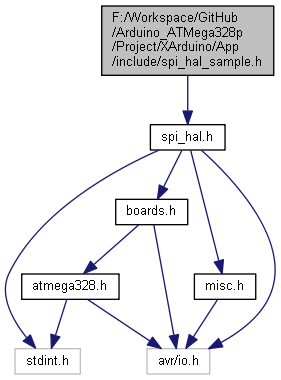 F:/Workspace/GitHub
/Arduino_ATMega328p
/Project/XArduino/App
/include/spi_hal_sample.h
spi_hal.h
boards.h
atmega328.h
misc.h
stdint.h
avr/io.h